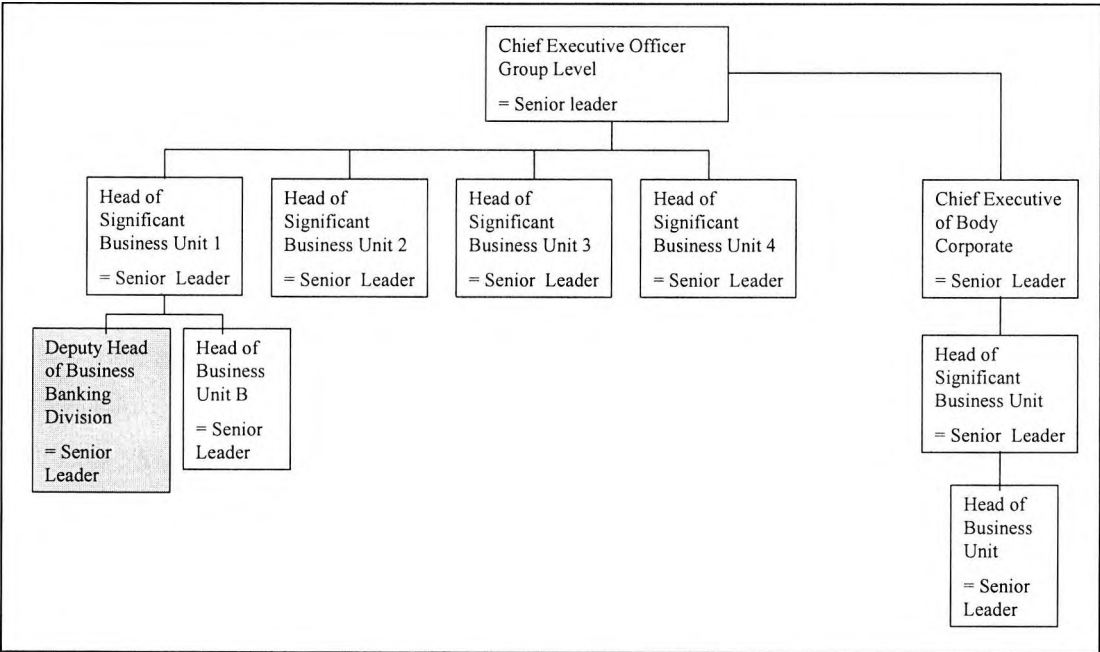 Chief Executive Officer
Group Level
= Senior leader
Head of
Significant
Business Unit 1
= Senior Leader
Head of
Significant
Business Unit 2
= Senior Leader
Head of
Significant
Business Unit 3
= Senior Leader
Head of
Significant
Business Unit 4
= Senior Leader
Chief Executive
of Body
Corporate
= Senior Leader
Deputy Head
of Business
Banking
Division
= Senior
Leader
Head of
Business
Unit B
= Senior
Leader
Head of
Significant
Business Unit
= Senior Leader
Head of
Business
Unit
= Senior
Leader